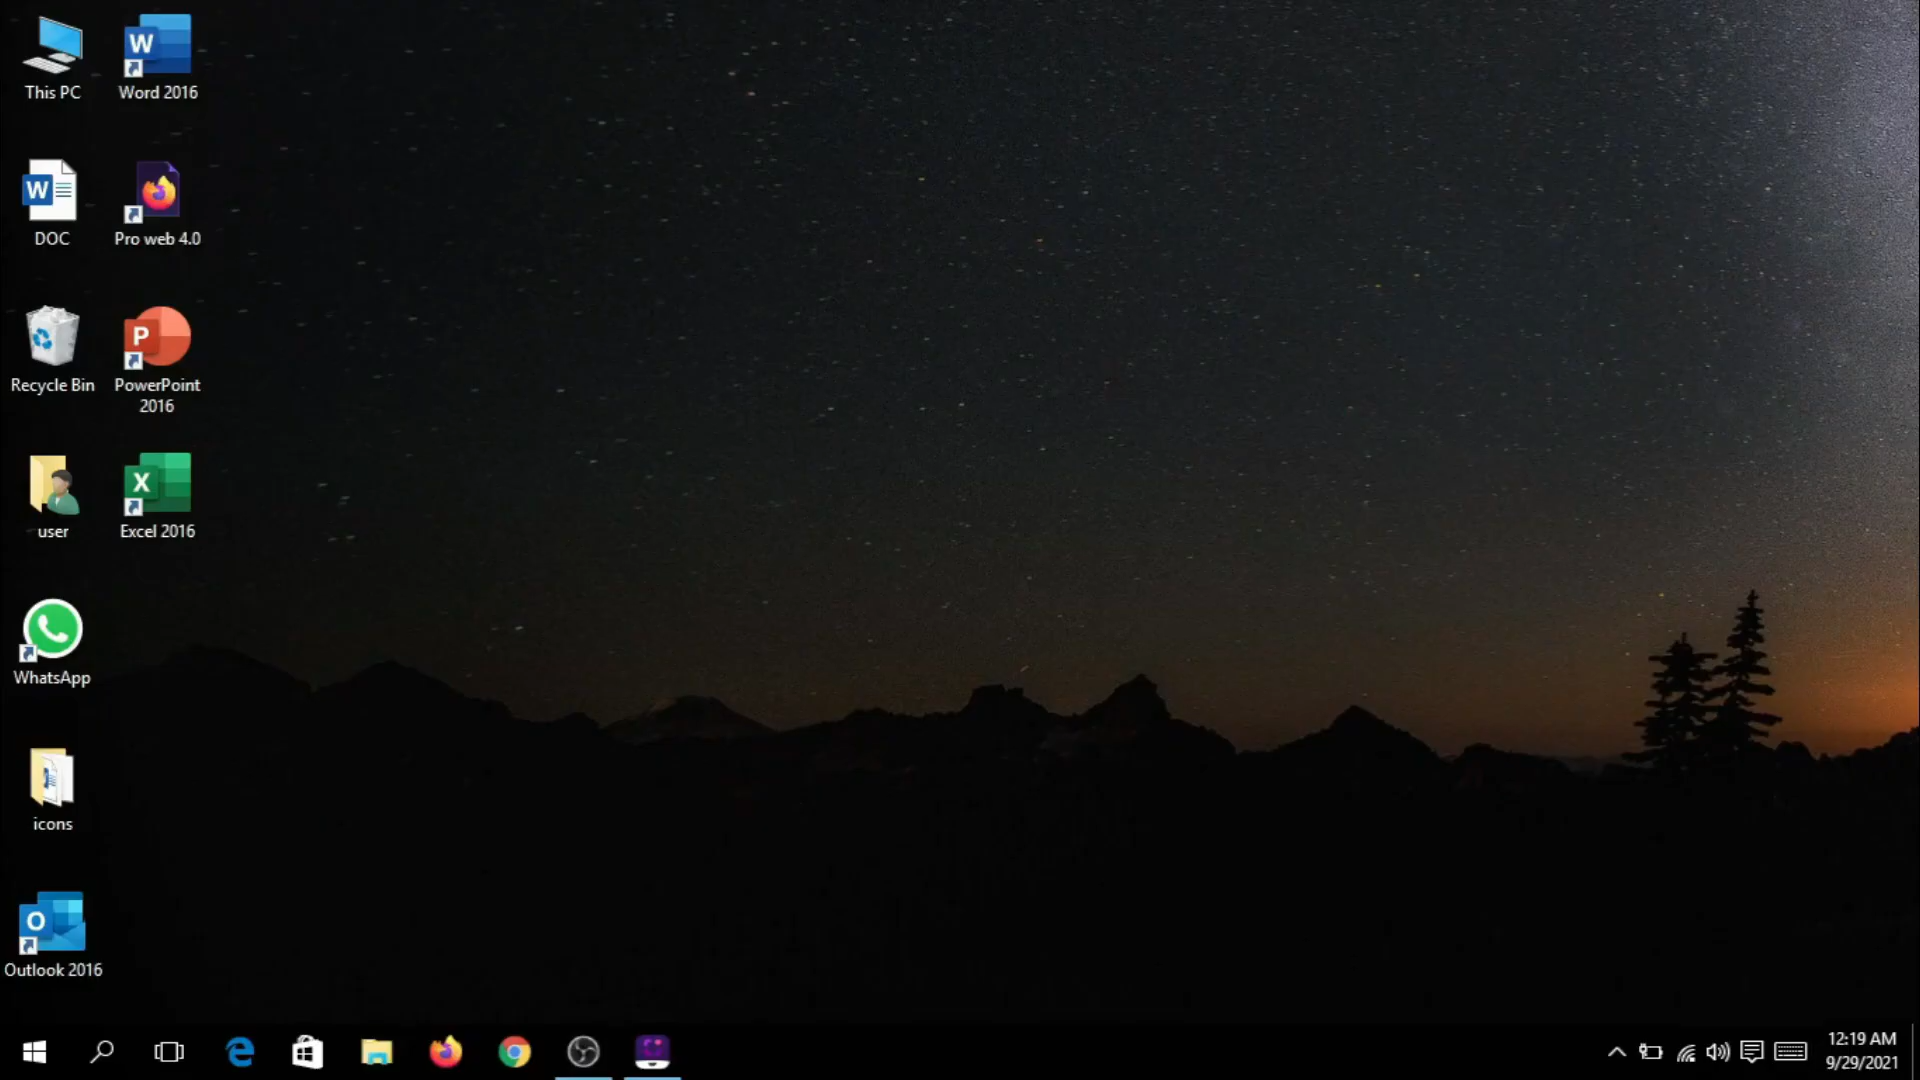 This PC
Word 2016
DOC
Pro web 4.0
Recycle Bin
PowerPoint
2016
user
Excel 2016
WhatsApp
icons
Outlook 2016
12:19 AM
9/29/2021